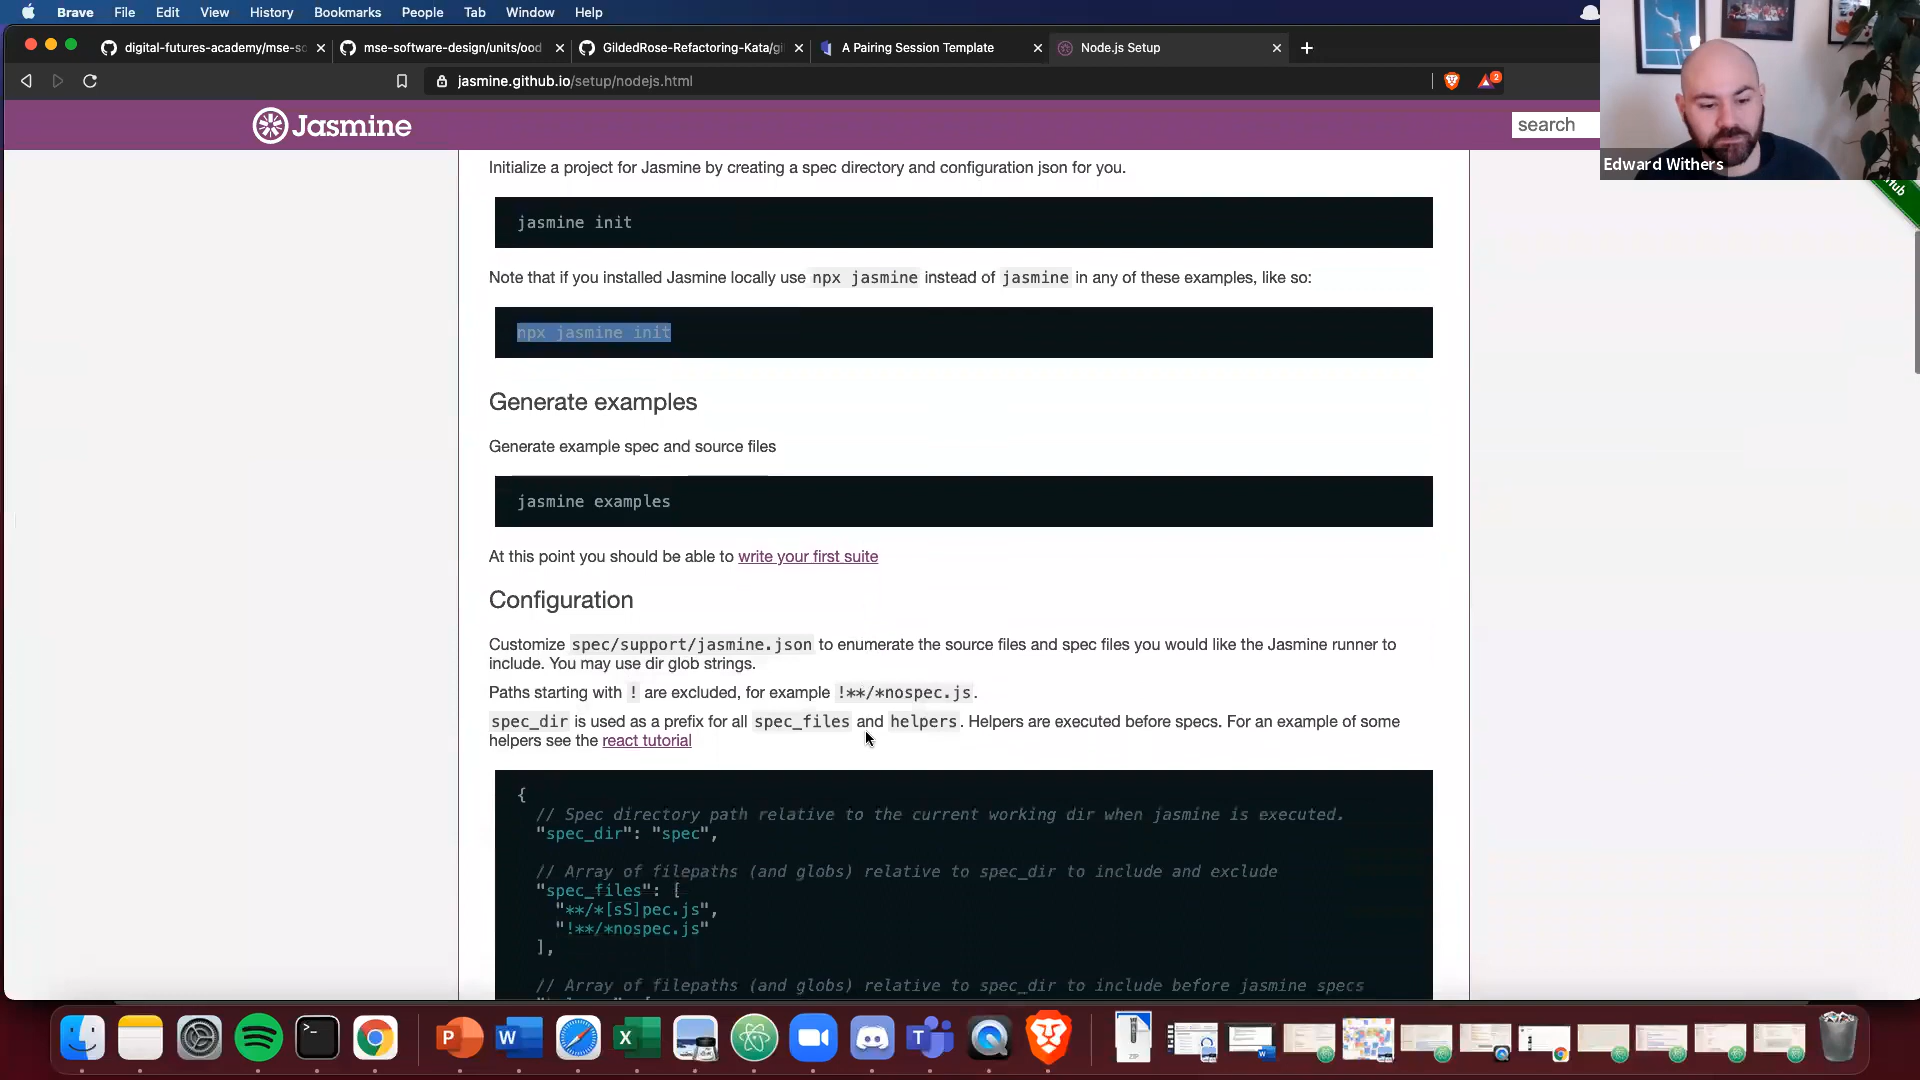 Brave File Edit View History Bookmarks People Tab Window Help
digital-futures-academy/mse-so
mse-software-design/units/ood
GildedRose-Refactoring-Kata/gi
A Pairing Session Template
Node.js Setup
jasmine.github.io/setup/nodejs.html
2
Jasmine
search
Edward Withers
Hub
Initialize a project for Jasmine by creating a spec directory and configuration json for you.
jasmine init
Note that if you installed Jasmine locally use npx jasmine instead of jasmine in any of these examples, like so:
npx jasmine init
Generate examples
Generate example spec and source files
jasmine examples
At this point you should be able to write your first suite
Configuration
Customize spec/support/jasmine.json to enumerate the source files and spec files you would like the Jasmine runner to
include. You may use dir glob strings.
Paths starting with ! are excluded, for example !**/*nospec.js.
spec_dir is used as a prefix for all spec_files and helpers. Helpers are executed before specs. For an example of some
helpers see the react tutorial
{
// Spec directory path relative to the current working dir when jasmine is executed.
"spec_dir": "spec",
// Array of filepaths (and globs) relative to spec_dir to include and exclude
"spec_files": [
"**/*[sS]pec.js",
"!**/*nospec.js"
],
// Array of filepaths (and globs) relative to spec_dir to include before jasmine specs
ZIP